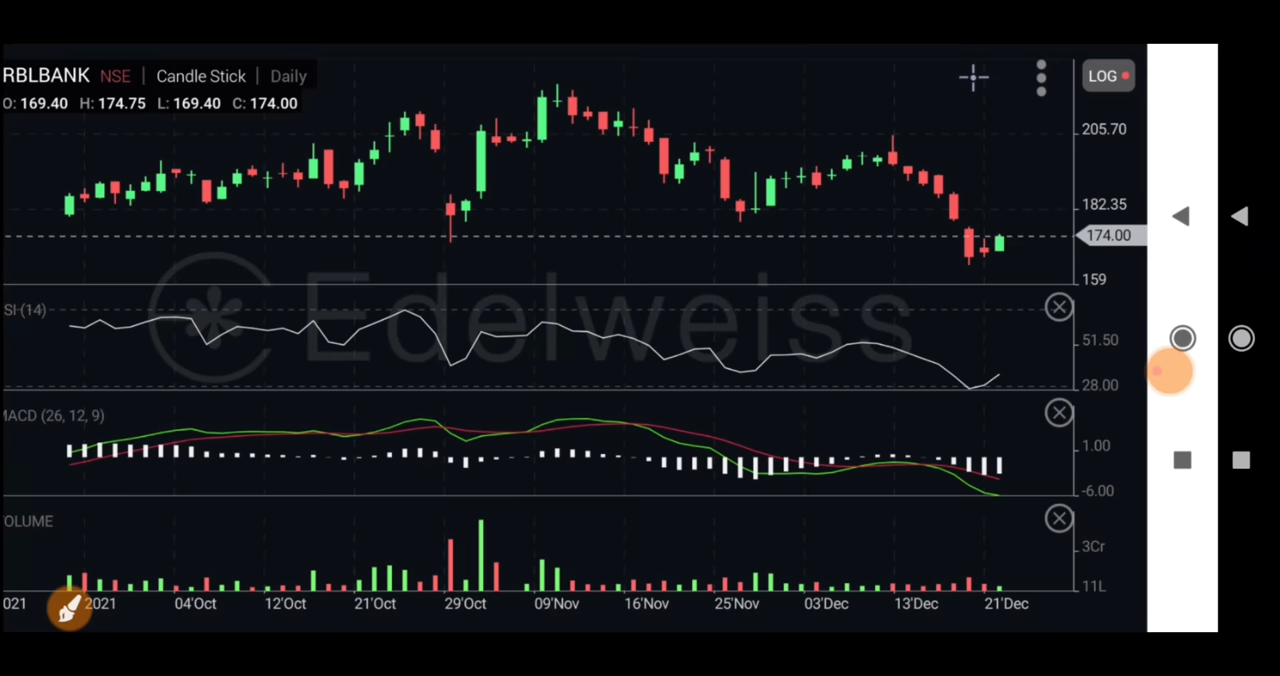 RBLBANK NSE | Candle Stick | Daily
LOG
O: 169.40 H: 174.75 L: 169.40 C: 174.00
205.70
182.35
174.00
159
Edelweiss
SI (14)
51.50
28.00
MACD (26, 12, 9)
1.00
-6.00
OLUME
3Cr
11L
021 2021 04'Oct 12'Oct 21'Oct 29'Oct 09'Nov 16'Nov 25'Nov 03'Dec 13'Dec 21'Dec